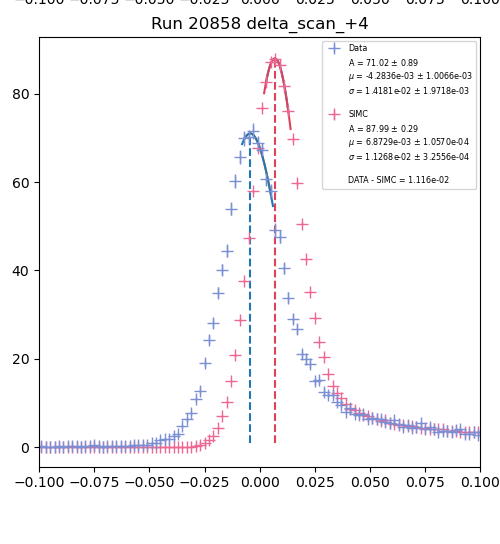 −0.100 −0.075 −0.050 −0.025 0.000 0.025 0.050 0.075 0.100
Run 20858 delta_scan_+4
Data
A = 71.02 ± 0.89
μ = -4.2836e-03 ± 1.0066e-03
σ = 1.4181e-02 ± 1.9718e-03
SIMC
A = 87.99 ± 0.29
μ = 6.8729e-03 ± 1.0570e-04
σ = 1.1268e-02 ± 3.2556e-04
DATA - SIMC = 1.116e-02
80
60
40
20
0
−0.100 −0.075 −0.050 −0.025 0.000 0.025 0.050 0.075 0.100